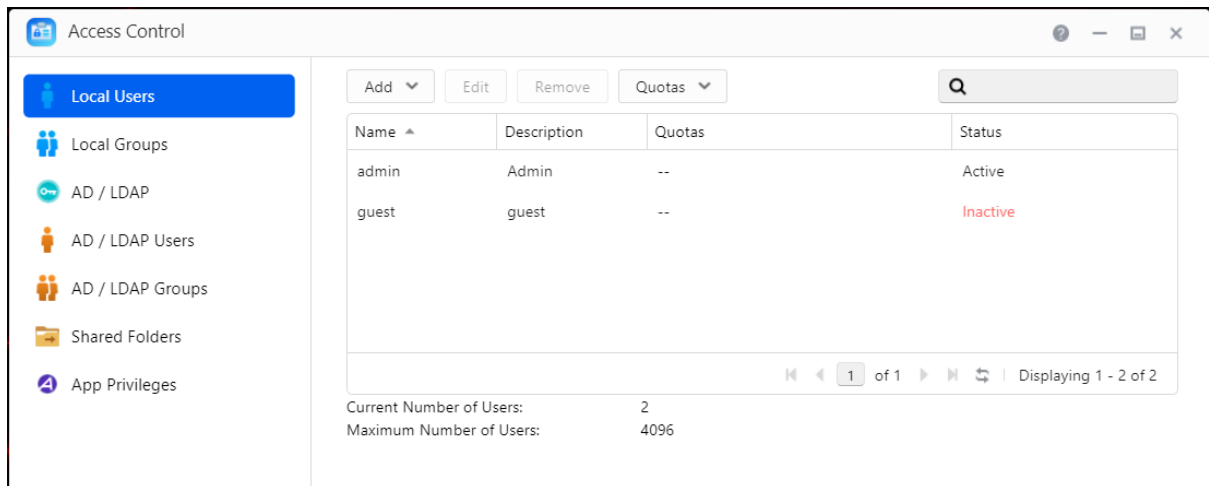 Access Control
Local Users
Local Groups
AD / LDAP
AD / LDAP Users
AD / LDAP Groups
Shared Folders
App Privileges
Add Edit Remove Quotas
Name Description Quotas Status
admin Admin -- Active
guest guest -- Inactive
1 of 1 Displaying 1 - 2 of 2
Current Number of Users: 2
Maximum Number of Users: 4096